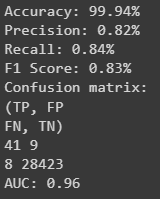 Accuracy: 99.94%
Precision: 0.82%
Recall: 0.84%
F1 Score: 0.83%
Confusion matrix:
(TP, FP
FN, TN)
41 9
8 28423
AUC: 0.96